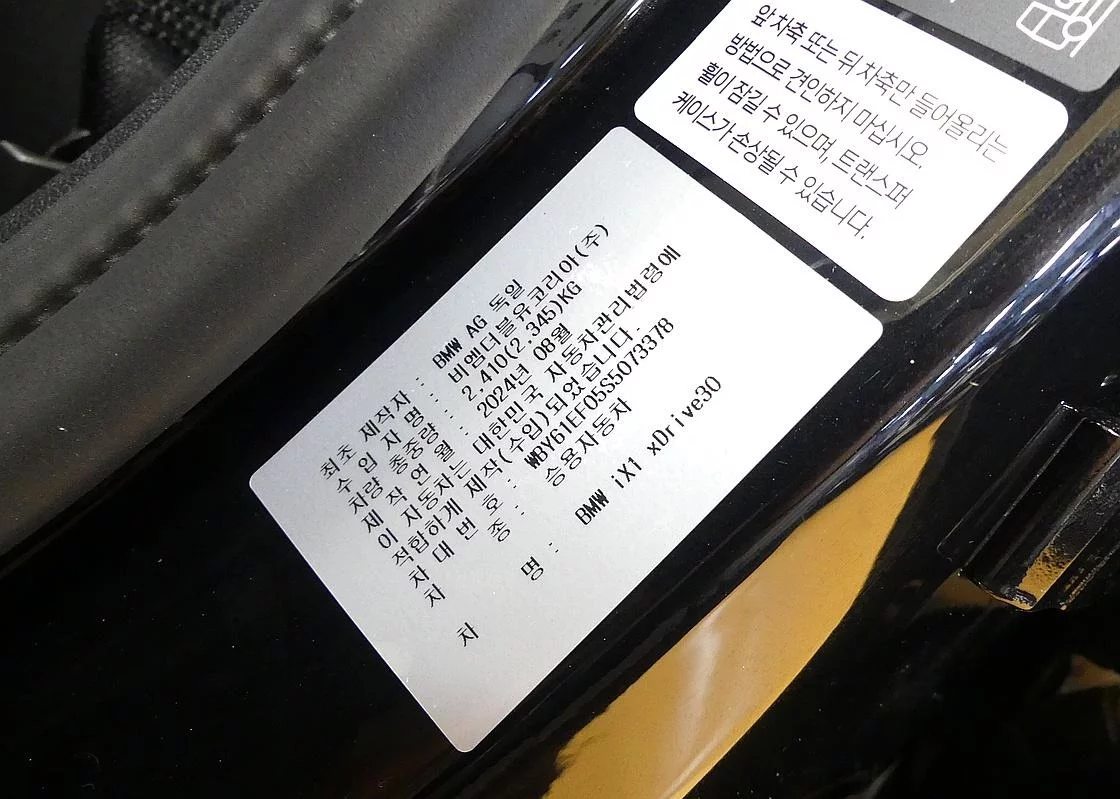 앞 차축 또는 뒤 차축만 들어올리는
방법으로 견인하지 마십시오.
휠이 잠길 수 있으며, 트랜스퍼
케이스가 손상될 수 있습니다.
최초 제작자 : BMW AG 독일
수 입 자 명 : 비엠더블유코리아(주)
차량 총중량 : 2,410(2,345)KG
제 작 연 월 : 2024년 08월
이 자동차는 대한민국 자동차관리법령에
적합하게 제작(수입)되었습니다.
차 대 번 호 : WBY61EF05S5073378
차 종 : 승용자동차
차 명 : BMW iX1 xDrive30